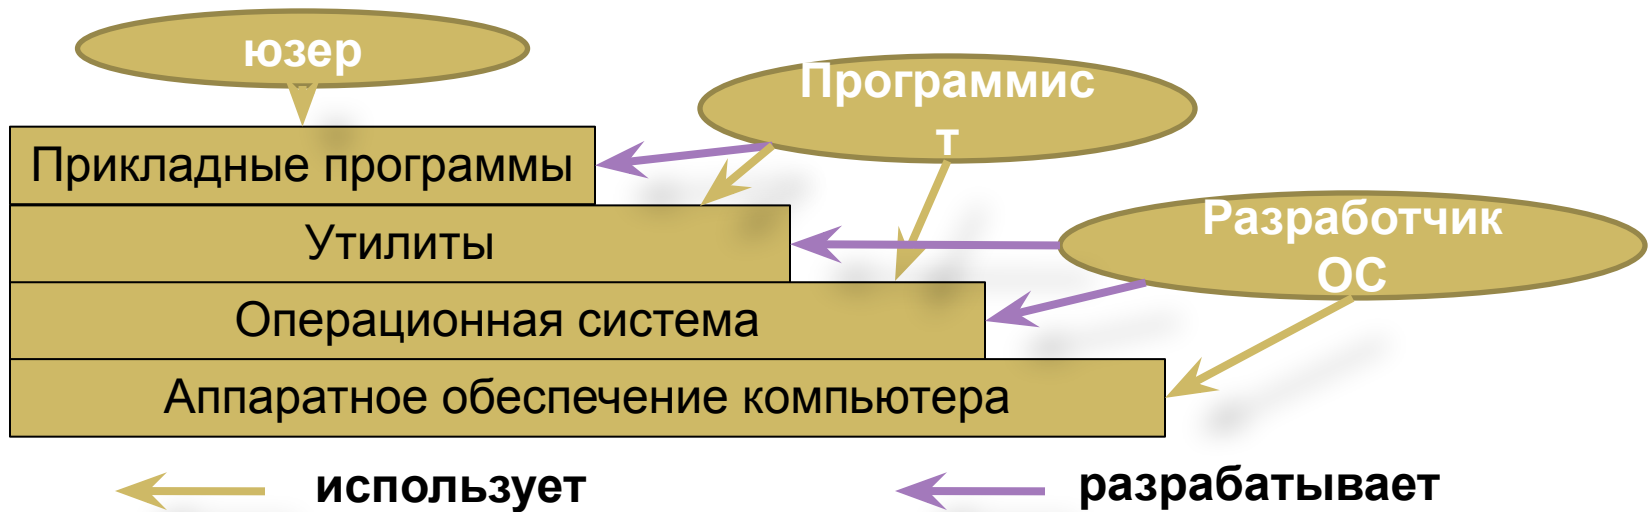 юзер
Программис
т
Прикладные программы
Разработчик
ОС
Утилиты
Операционная система
Аппаратное обеспечение компьютера
использует
разрабатывает